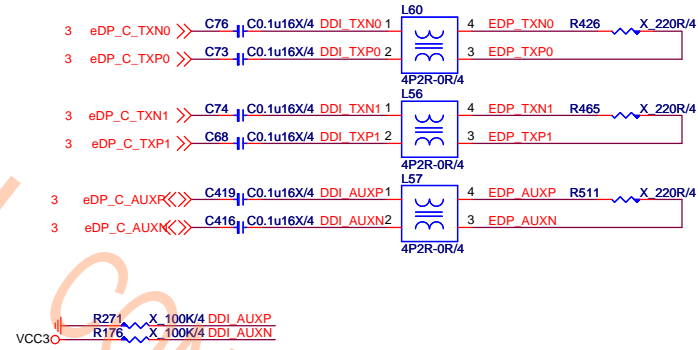 L60
3 eDP_C_TXN0 C76 C0.1u16X/4 DDI_TXN0 1 4 EDP_TXN0 R426 X_220R/4
3 eDP_C_TXP0 C73 C0.1u16X/4 DDI_TXP0 2 3 EDP_TXP0
4P2R-0R/4
L56
3 eDP_C_TXN1 C74 C0.1u16X/4 DDI_TXN1 1 4 EDP_TXN1 R465 X_220R/4
3 eDP_C_TXP1 C68 C0.1u16X/4 DDI_TXP1 2 3 EDP_TXP1
4P2R-0R/4
L57
3 eDP_C_AUXP C419 C0.1u16X/4 DDI_AUXP 1 4 EDP_AUXP R511 X_220R/4
3 eDP_C_AUXN C416 C0.1u16X/4 DDI_AUXN 2 3 EDP_AUXN
4P2R-0R/4
R271 X_100K/4 DDI_AUXP
VCC3 R176 X_100K/4 DDI_AUXN